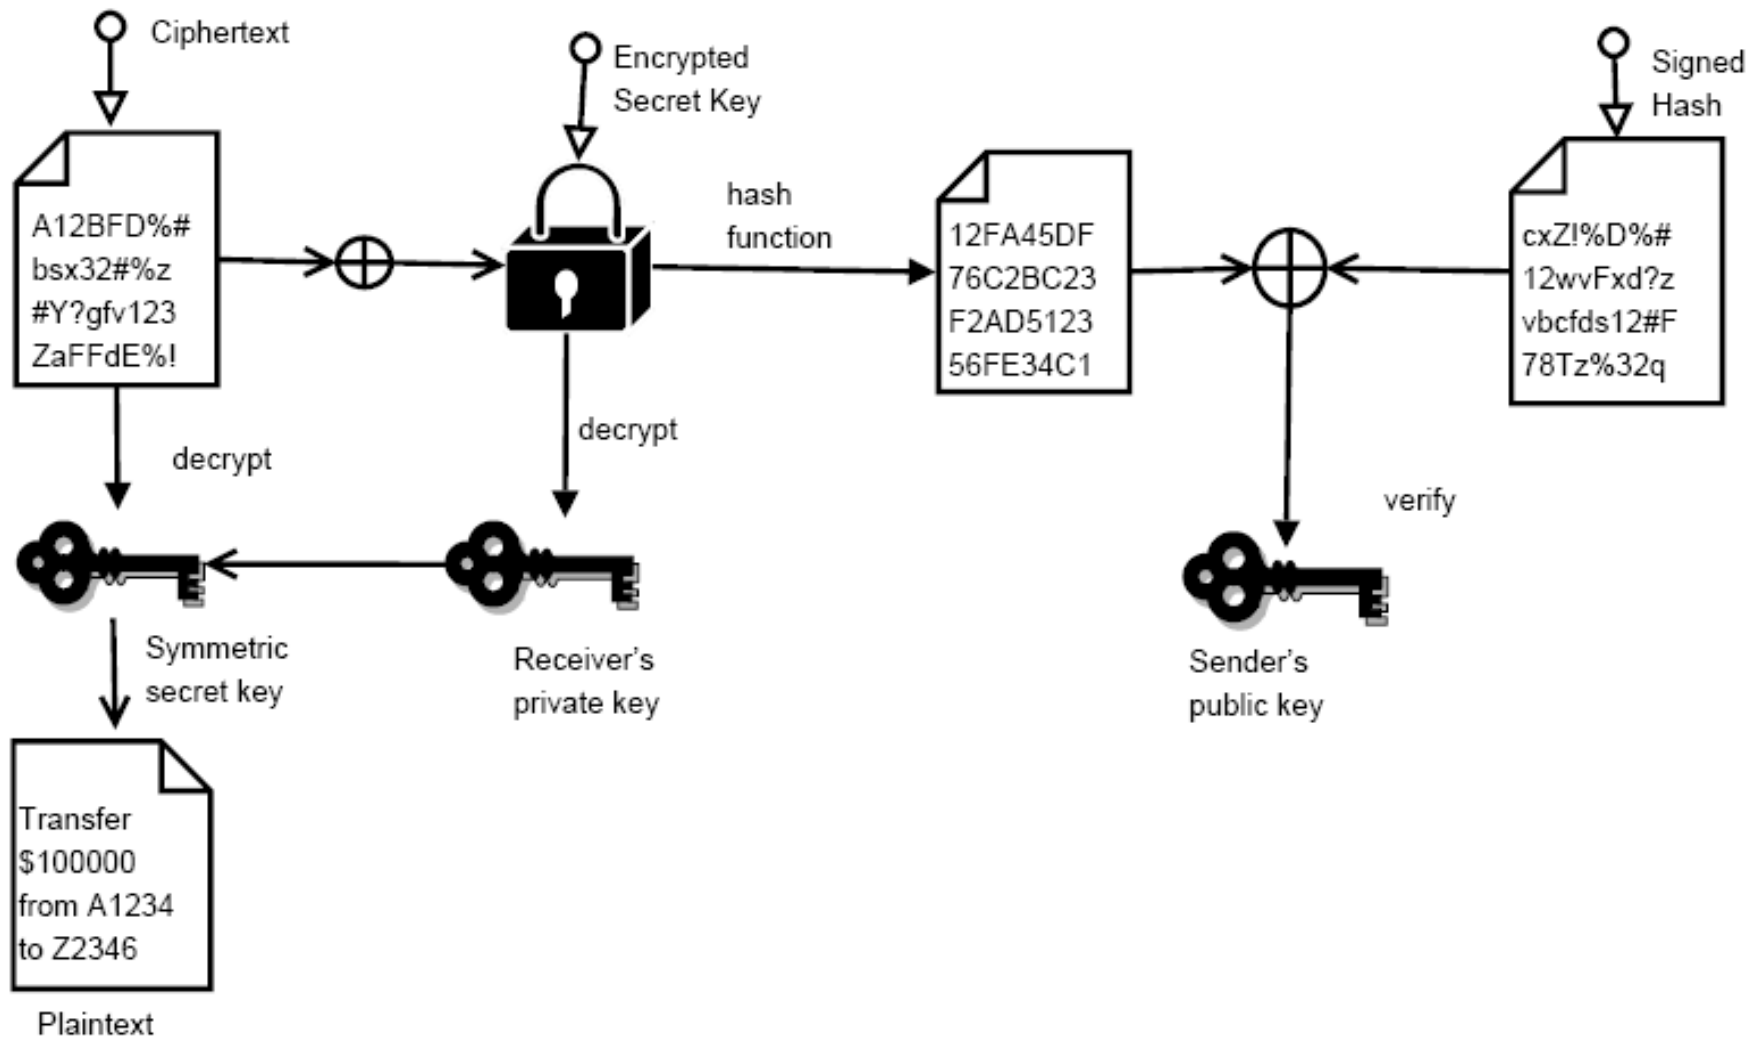 Ciphertext
Encrypted
Secret Key
Signed
Hash
A12BFD%#
bsx32#%z
#Y?gfv123
ZaFFdE%!
hash
function
12FA45DF
76C2BC23
F2AD5123
56FE34C1
cxZ!%D%#
12wvFxd?z
vbcfds12#F
78Tz%32q
decrypt
decrypt
verify
Symmetric
secret key
Receiver’s
private key
Sender’s
public key
Transfer
$100000
from A1234
to Z2346
Plaintext